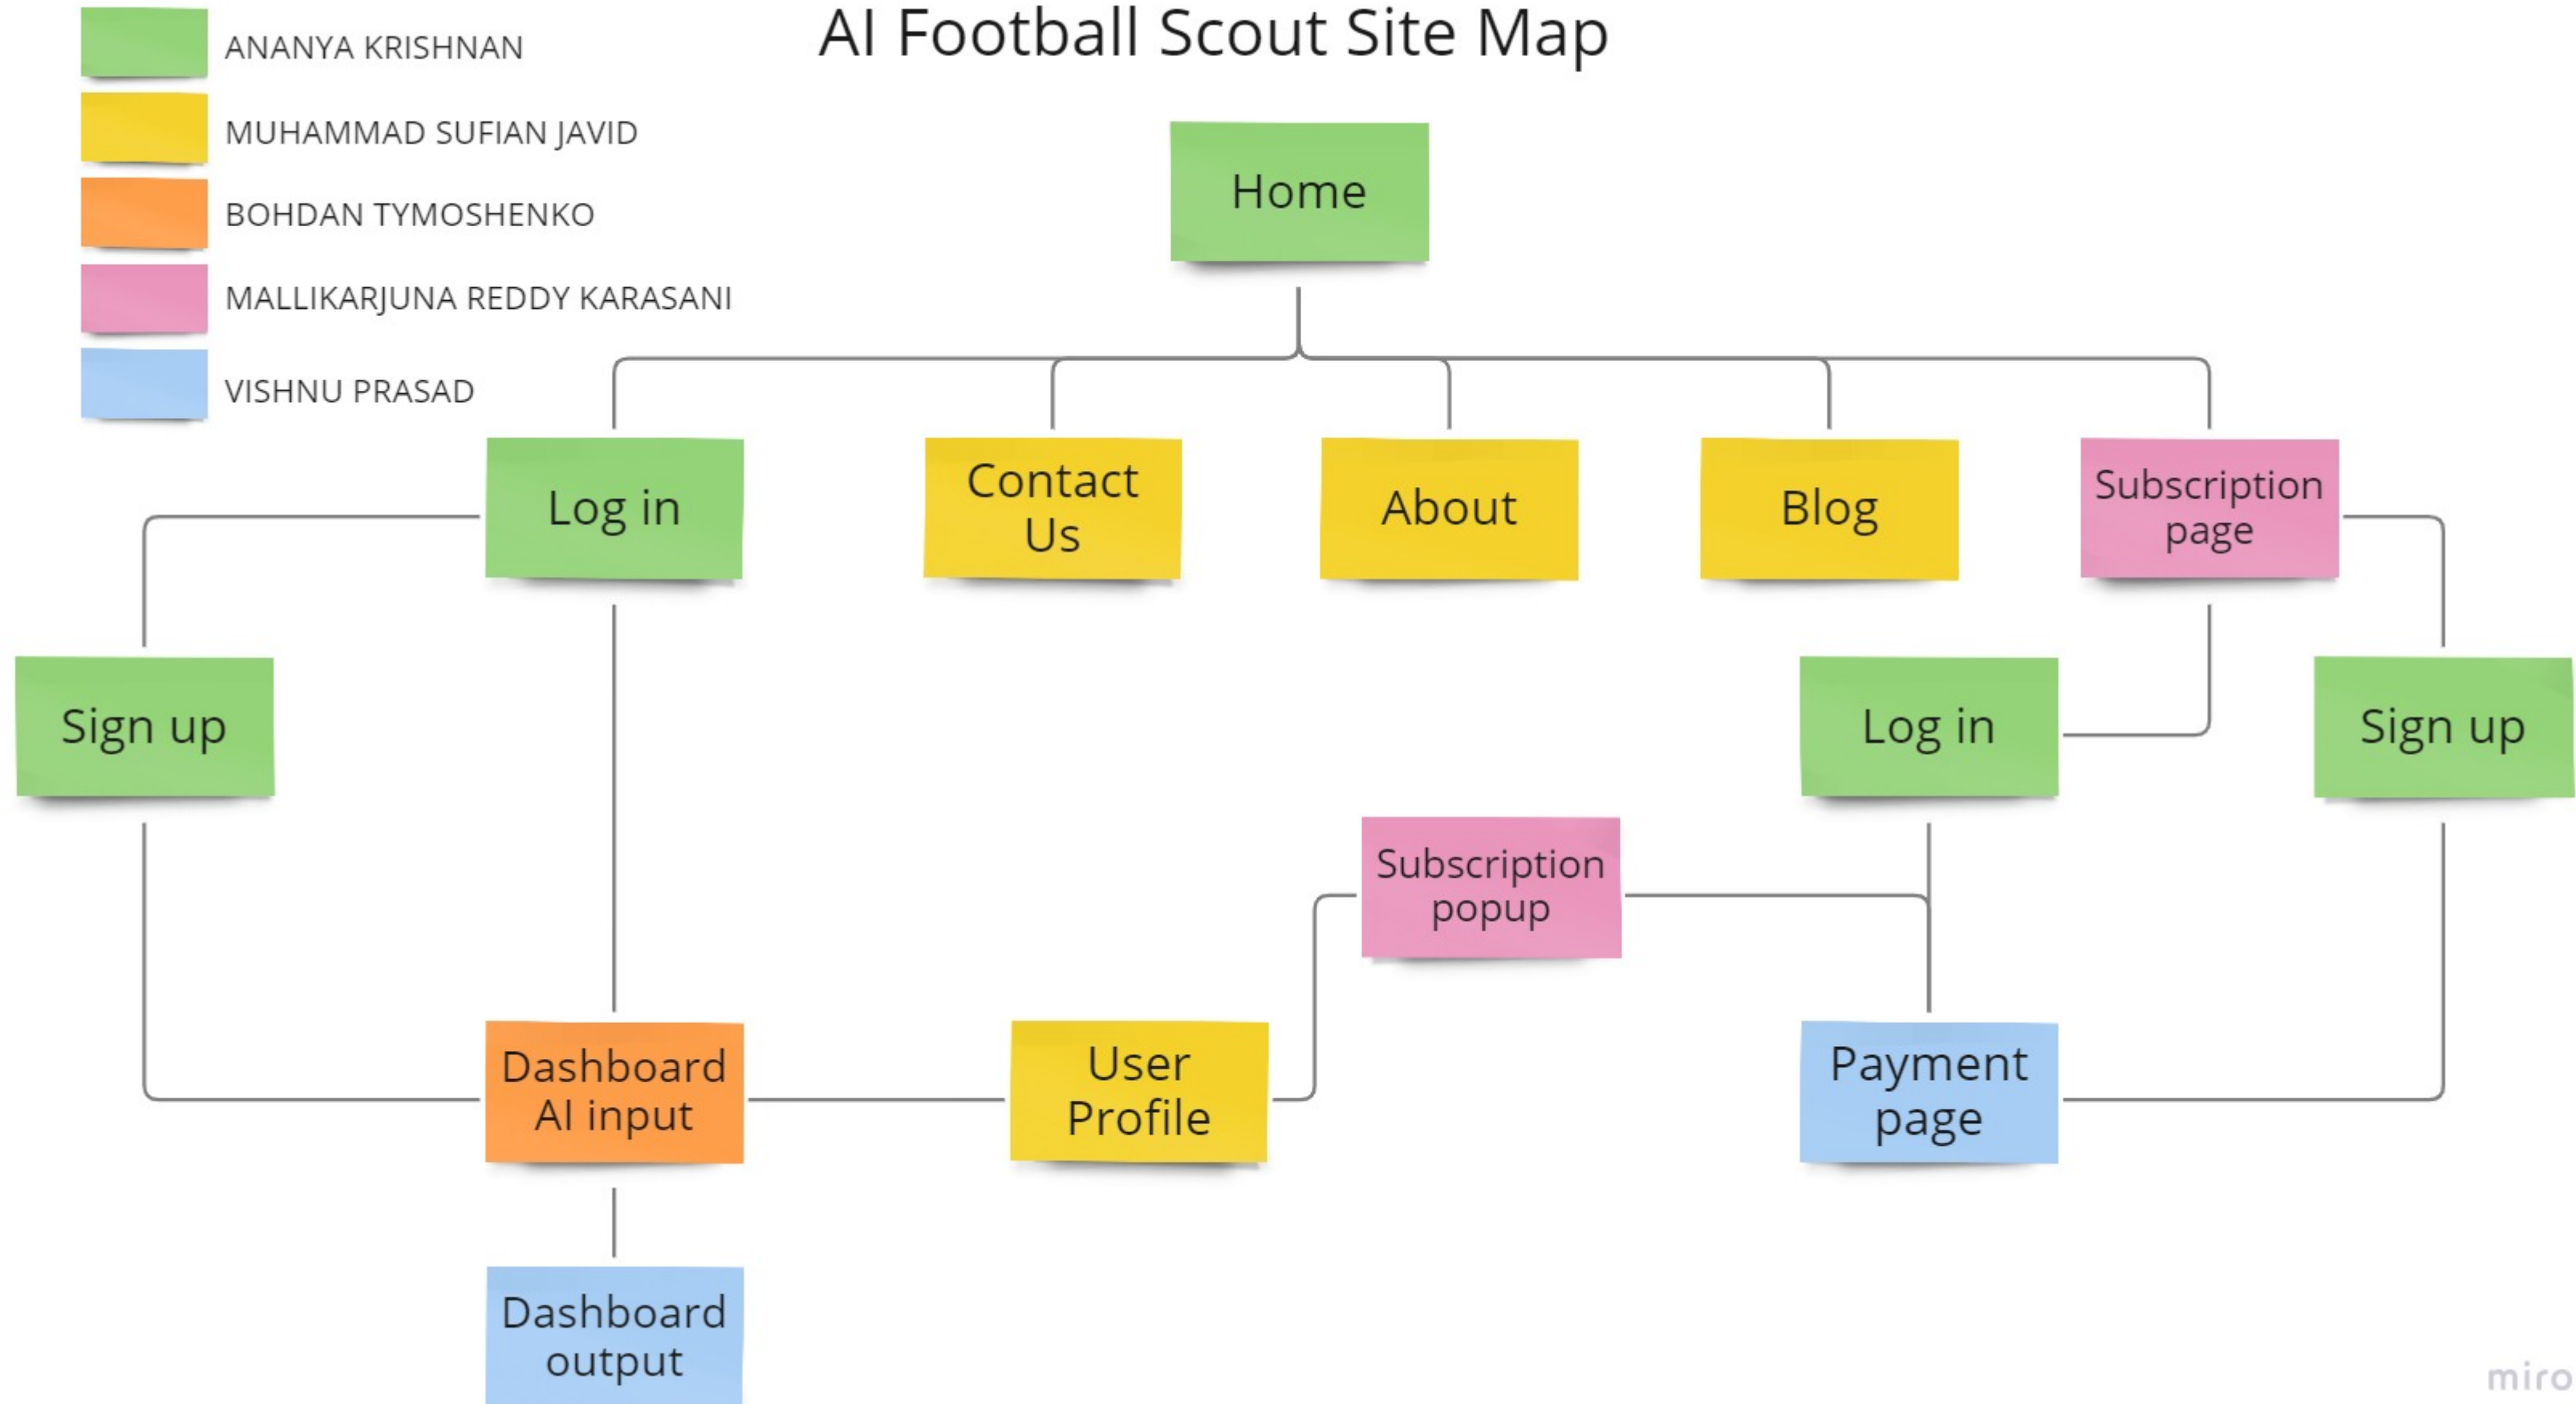 AI Football Scout Site Map
ANANYA KRISHNAN
MUHAMMAD SUFIAN JAVID
BOHDAN TYMOSHENKO
MALLIKARJUNA REDDY KARASANI
VISHNU PRASAD
Home
Log in
Contact
Us
About
Blog
Subscription
page
Sign up
Log in
Sign up
Subscription
popup
Dashboard
AI input
User
Profile
Payment
page
Dashboard
output
miro